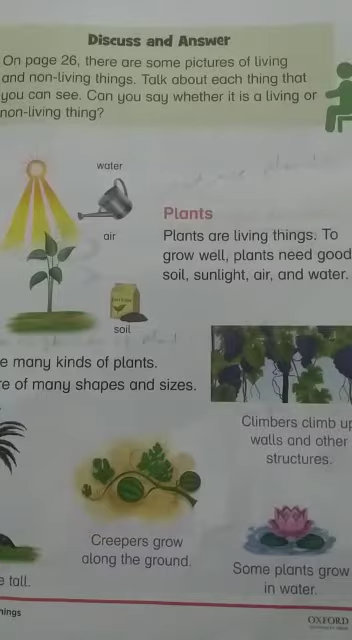 Discuss and Answer
On page 26, there are some pictures of living
and non-living things. Talk about each thing that
you can see. Can you say whether it is a living or
non-living thing?
water
air
soil
Plants
Plants are living things. To
grow well, plants need good
soil, sunlight, air, and water.
e many kinds of plants.
re of many shapes and sizes.
Climbers climb up
walls and other
structures.
Creepers grow
along the ground.
Some plants grow
in water.
e tall.
hings
OXFORD